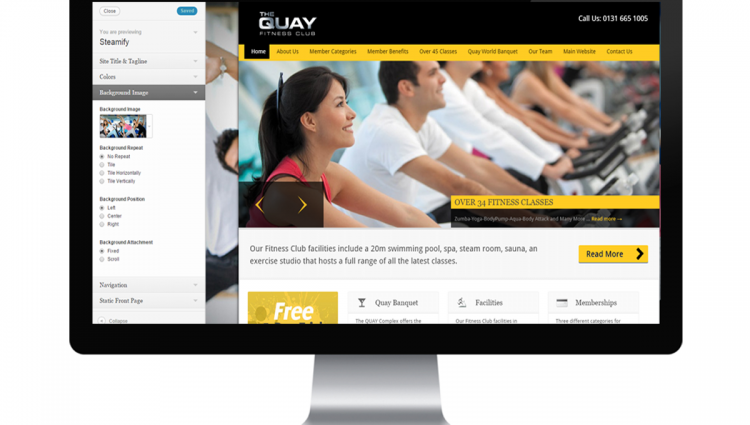 Close
Saved
You are previewing
Steamify
Site Title & Tagline
Colors
Background Image
Background Image
Background Repeat
No Repeat
Tile
Tile Horizontally
Tile Vertically
Background Position
Left
Center
Right
Background Attachment
Fixed
Scroll
Navigation
Static Front Page
Collapse
THE
QUAY
FITNESS CLUB
Call Us: 0131 665 1005
Home About Us Member Categories Member Benefits Over 45 Classes Quay World Banquet Our Team Main Website Contact Us
OVER 34 FITNESS CLASSES
Zumba-Yoga-BodyPump-Aqua-Body Attack and Many More ... Read more →
Our Fitness Club facilities include a 20m swimming pool, spa, steam room, sauna, an
exercise studio that hosts a full range of all the latest classes.
Read More
Free
Quay Banquet
The QUAY Complex offers the
Facilities
Our Fitness Club facilities in
Memberships
Three different categories for